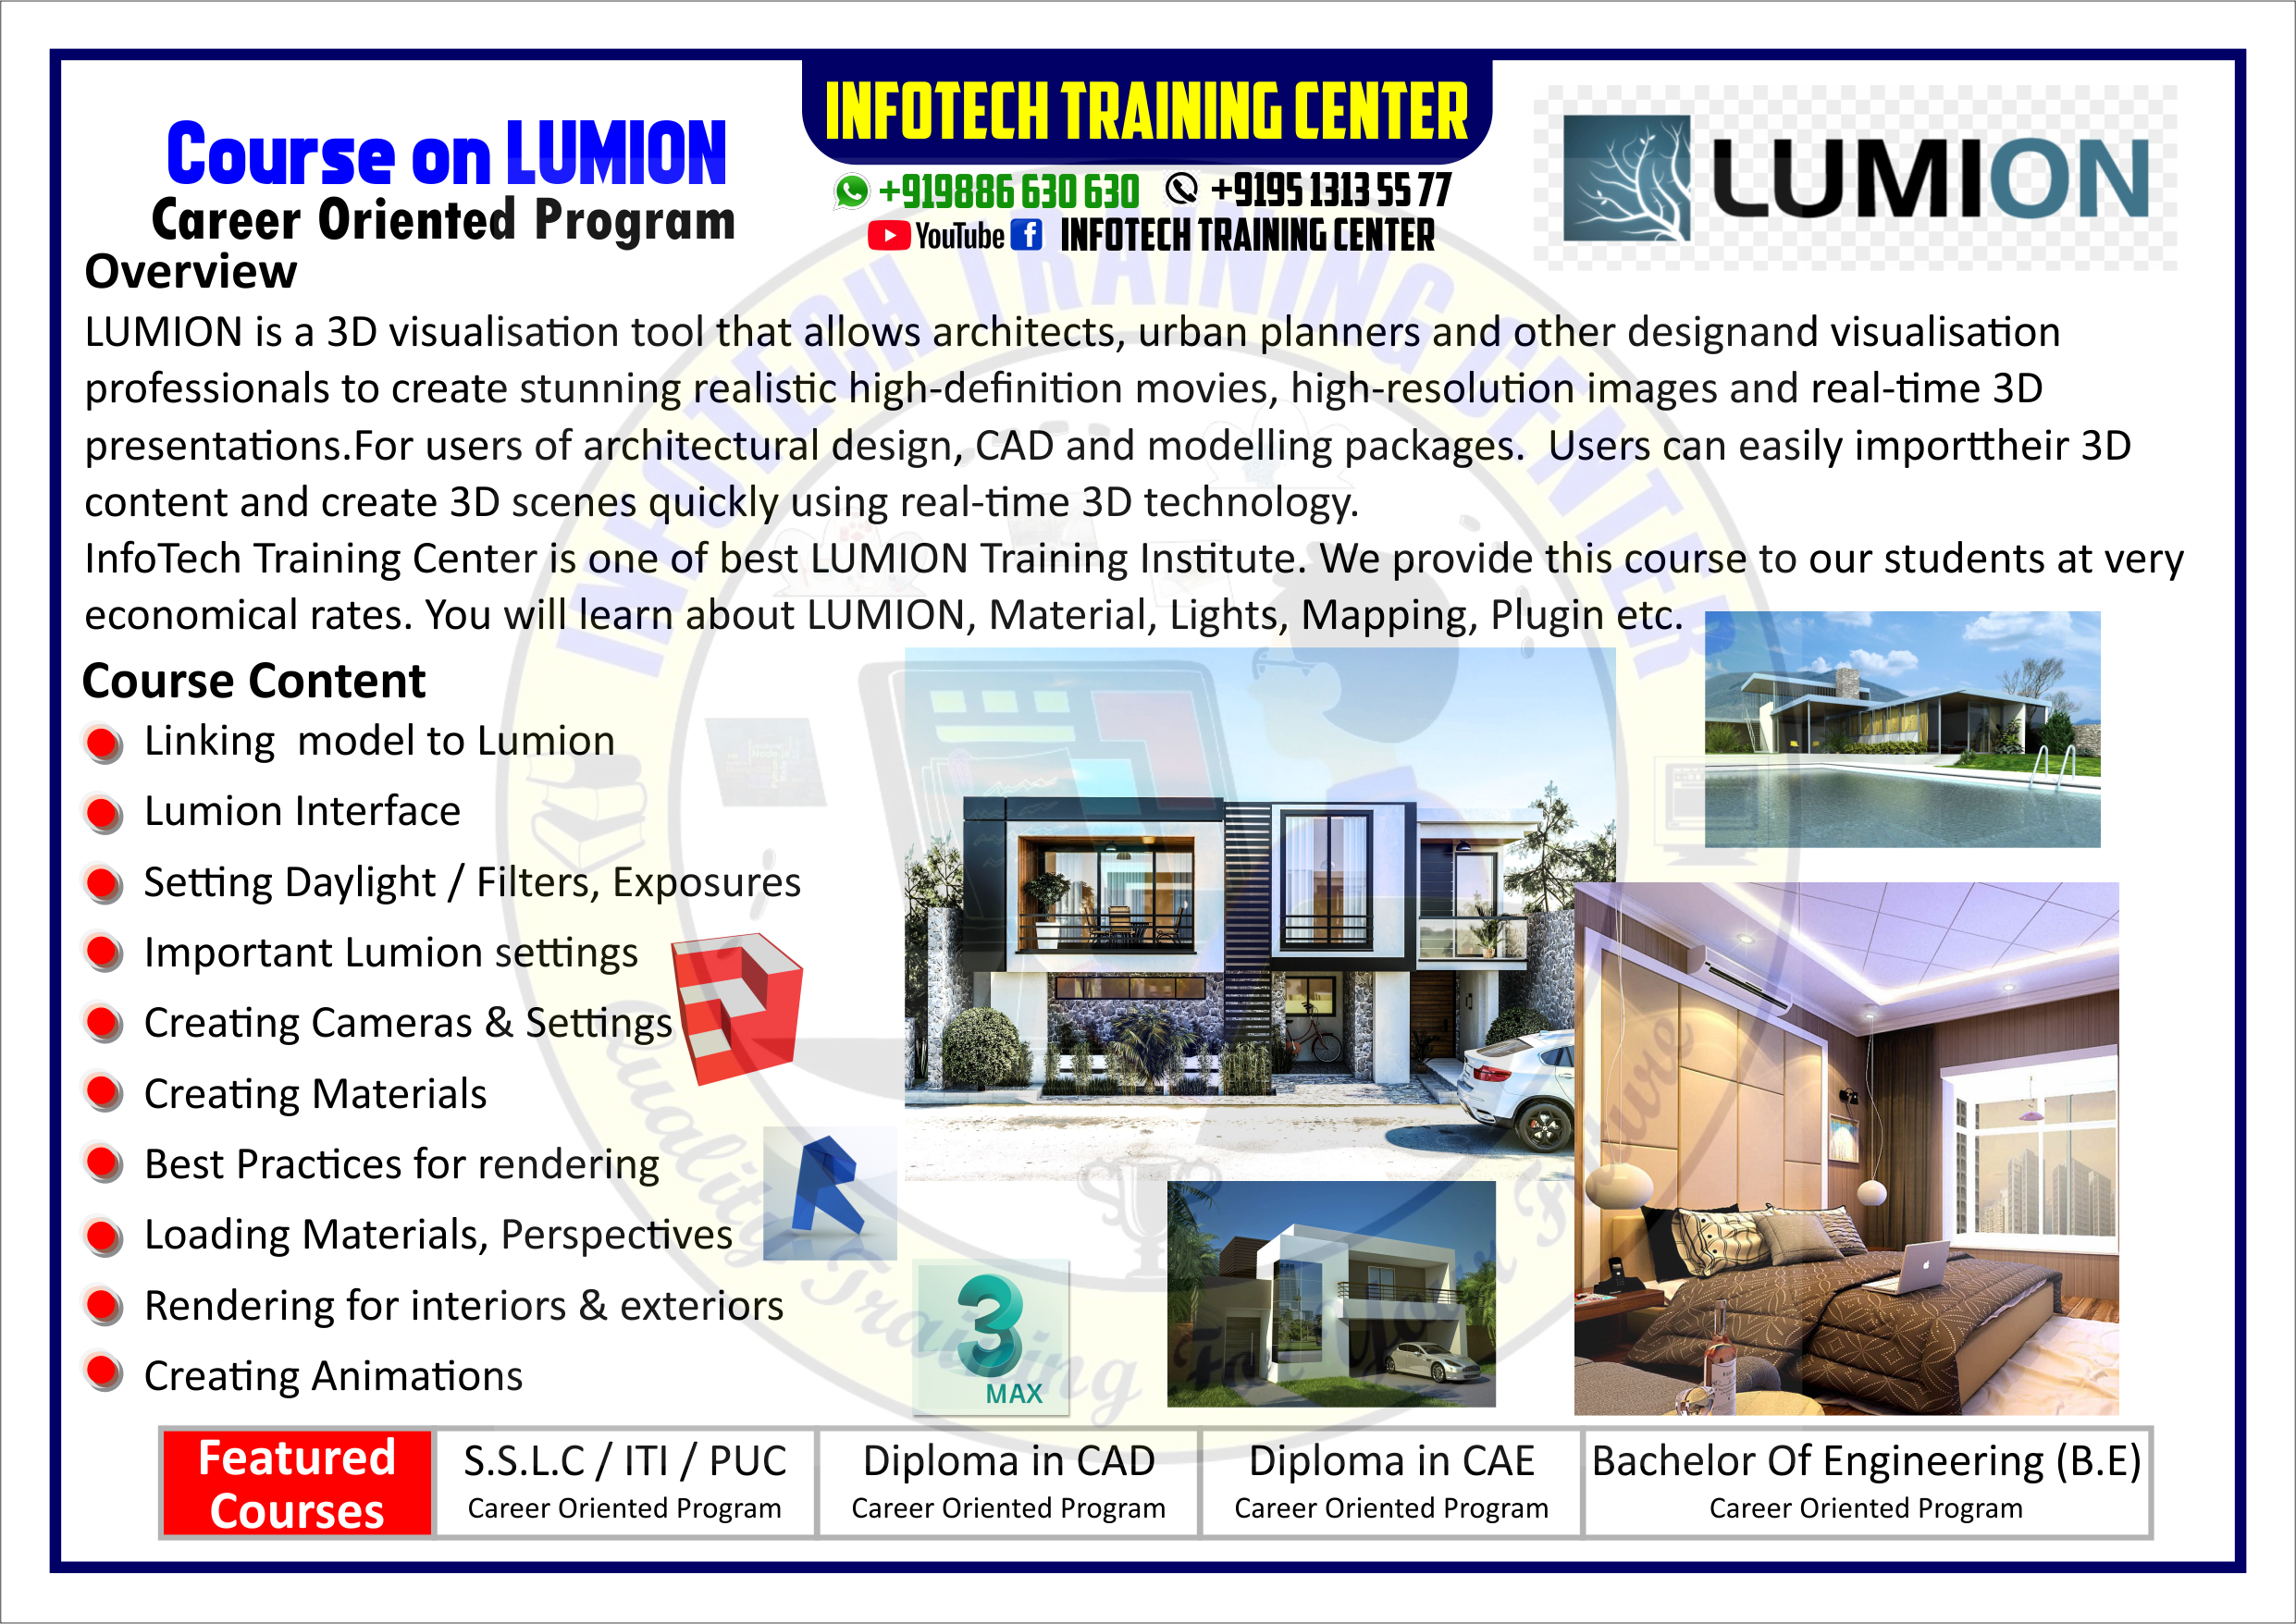 INFOTECH TRAINING CENTER
+919886 630 630 +9195 1313 55 77
YouTube f INFOTECH TRAINING CENTER
Course on LUMION
Career Oriented Program
LUMION
Overview
LUMION is a 3D visualisation tool that allows architects, urban planners and other designand visualisation
professionals to create stunning realistic high-definition movies, high-resolution images and real-time 3D
presentations.For users of architectural design, CAD and modelling packages.  Users can easily importtheir 3D
content and create 3D scenes quickly using real-time 3D technology.
InfoTech Training Center is one of best LUMION Training Institute. We provide this course to our students at very
economical rates. You will learn about LUMION, Material, Lights, Mapping, Plugin etc.
Course Content
Linking  model to Lumion
Lumion Interface
Setting Daylight / Filters, Exposures
Important Lumion settings
Creating Cameras & Settings
Creating Materials
Best Practices for rendering
Loading Materials, Perspectives
Rendering for interiors & exteriors
Creating Animations
R
3
MAX
INFOTECH TRAINING CENTER
Quality Training For Your Future
Featured
Courses
S.S.L.C / ITI / PUC
Career Oriented Program
Diploma in CAD
Career Oriented Program
Diploma in CAE
Career Oriented Program
Bachelor Of Engineering (B.E)
Career Oriented Program